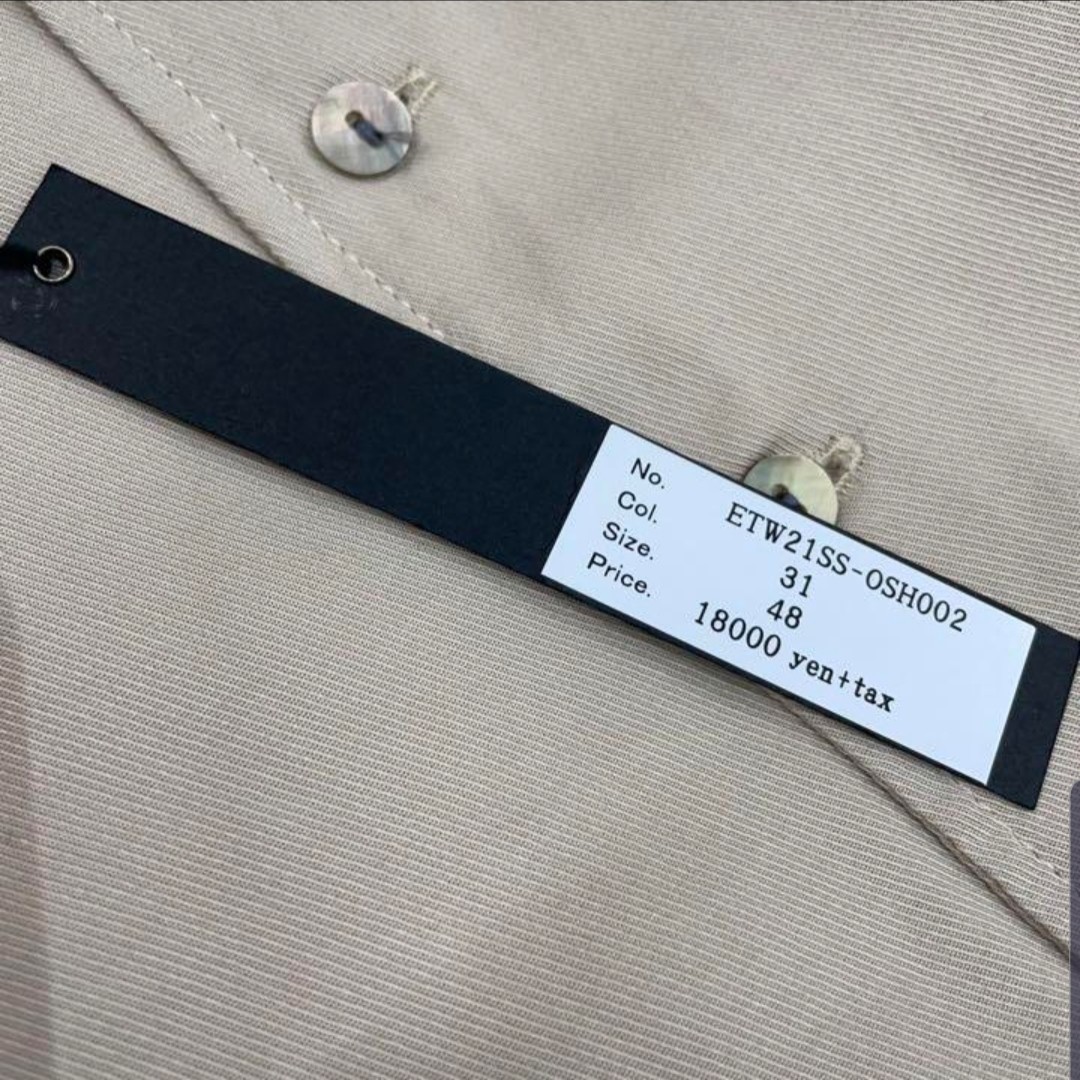 No. ETW21SS-OSH002
Col. 31
Size. 48
Price. 18000 yen+tax